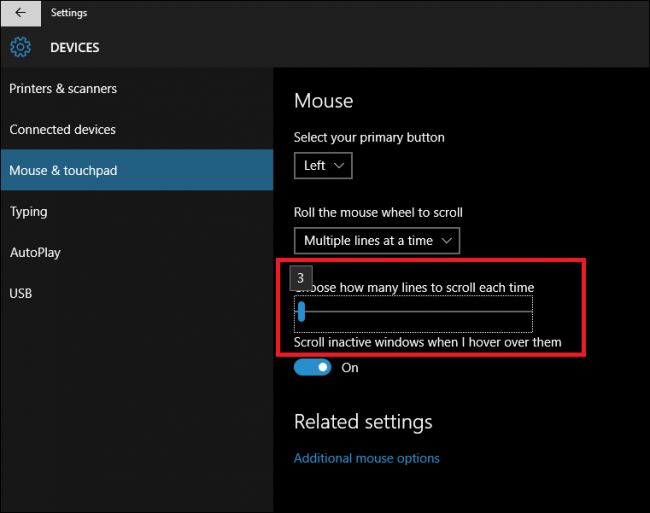 Settings
DEVICES
Printers & scanners
Connected devices
Mouse & touchpad
Typing
AutoPlay
USB
Mouse
Select your primary button
Left
Roll the mouse wheel to scroll
Multiple lines at a time
3
how many lines to scroll each time
Scroll inactive windows when I hover over them
On
Related settings
Additional mouse options